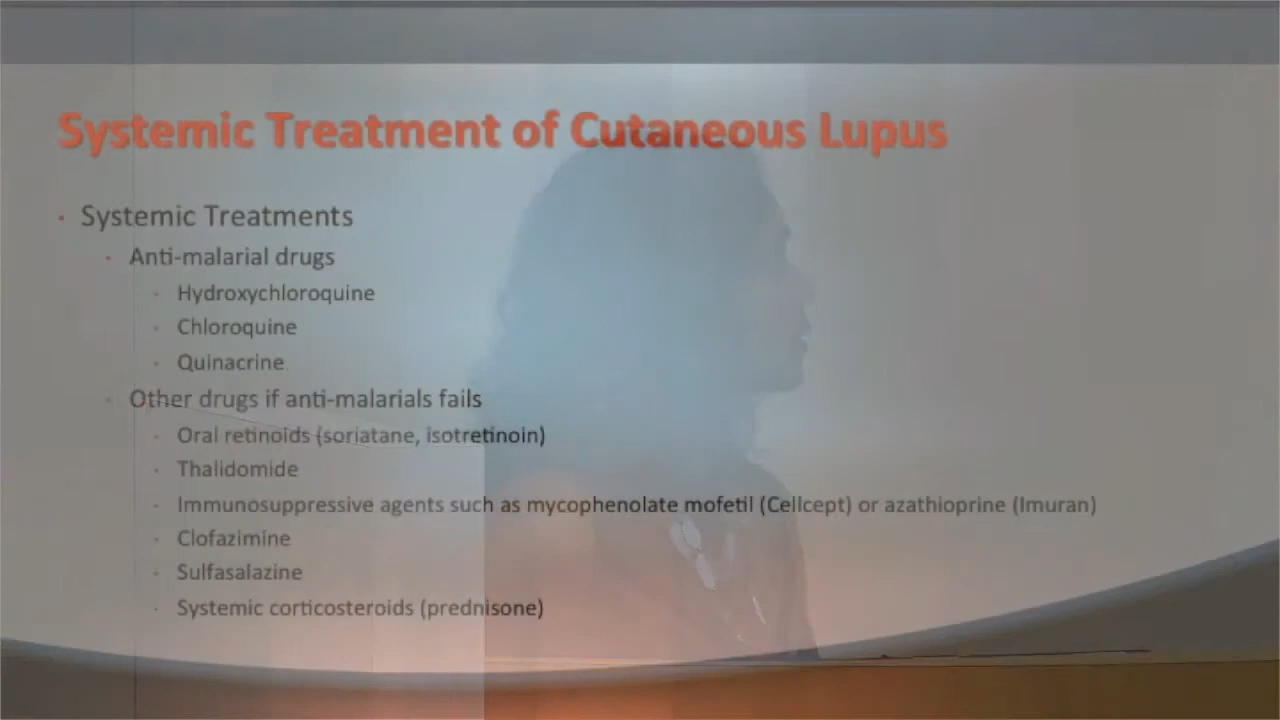 Systemic Treatment of Cutaneous Lupus
Systemic Treatments
Anti-malarial drugs
Hydroxychloroquine
Chloroquine
Quinacrine
Other drugs if anti-malarials fails
Oral retinoids (soriatane, isotretinoin)
Thalidomide
Immunosuppressive agents such as mycophenolate mofetil (Cellcept) or azathioprine (Imuran)
Clofazimine
Sulfasalazine
Systemic corticosteroids (prednisone)